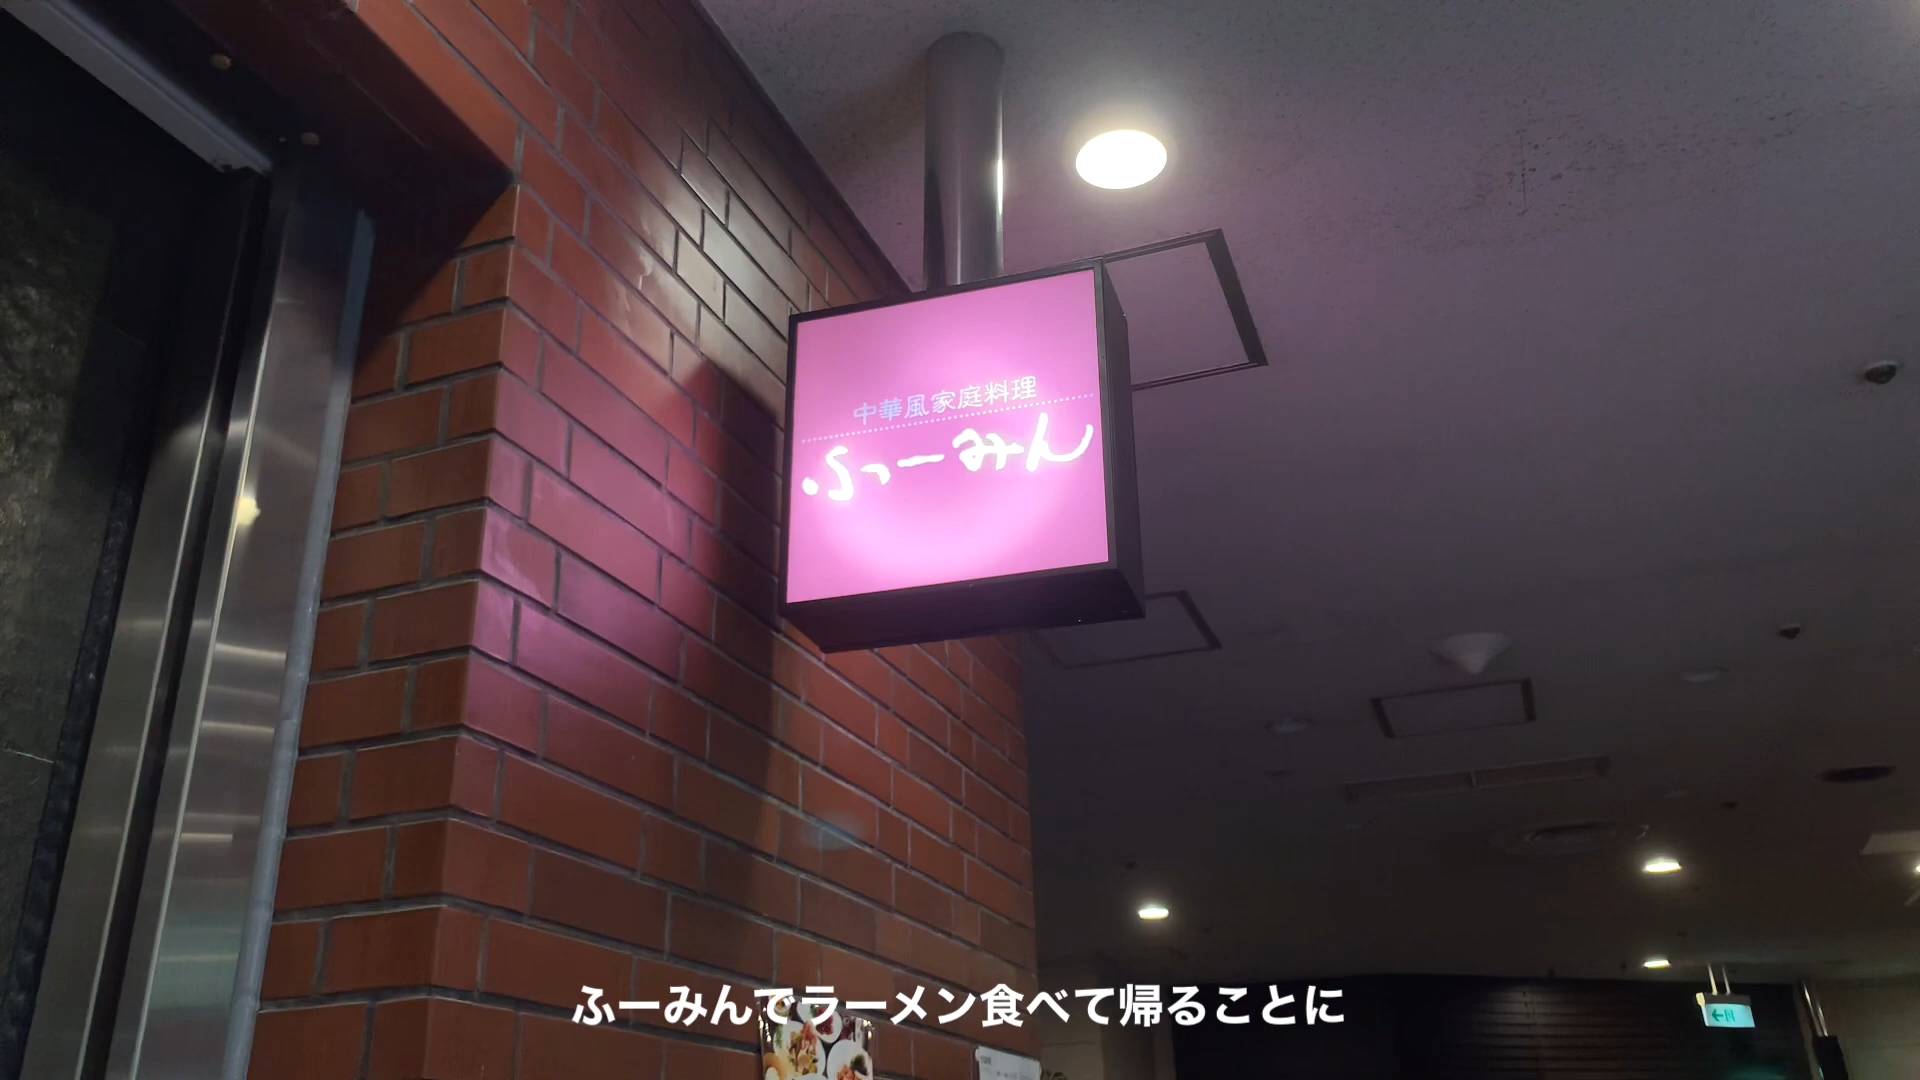 中華風家庭料理
ふーみん
ふーみんでラーメン食べて帰ることに